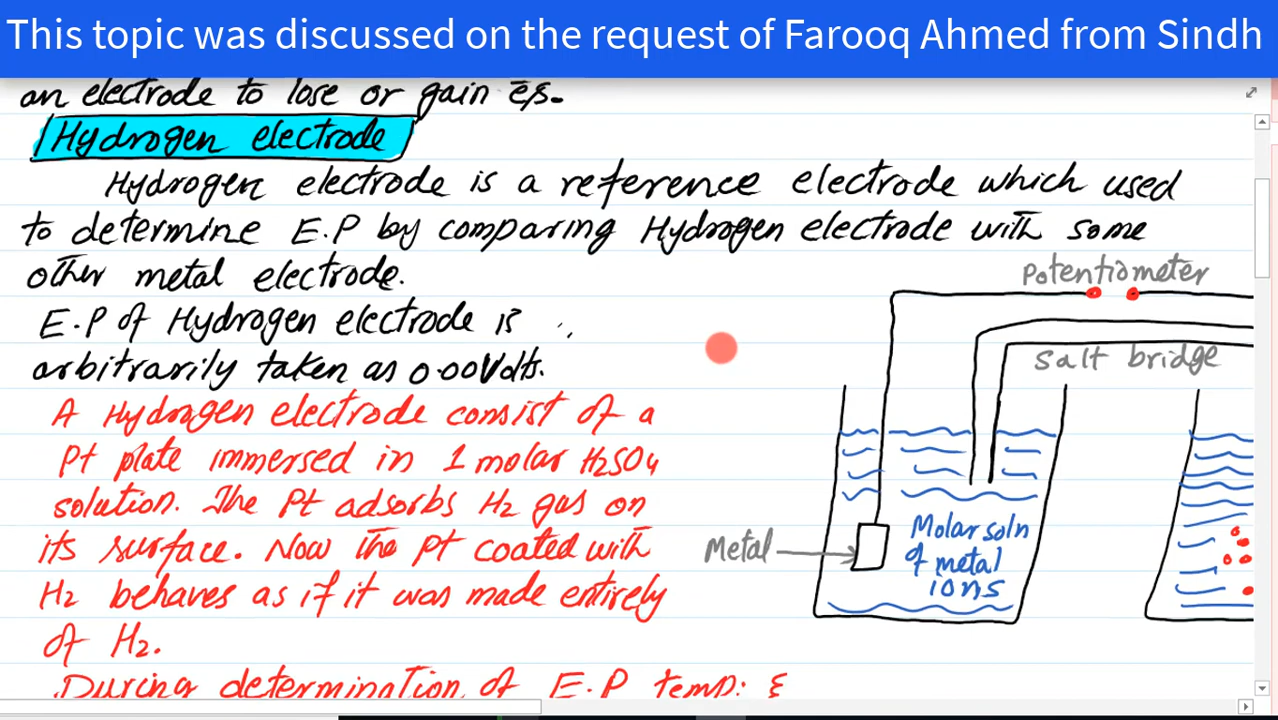 This topic was discussed on the request of Farooq Ahmed from Sindh
an electrode to lose or gain e̅s.
Hydrogen electrode
Hydrogen electrode is a reference electrode which used
to determine E.P by comparing Hydrogen electrode with some
other metal electrode.
E.P of Hydrogen electrode is
arbitrarily taken as 0.00Volts.
A Hydrogen electrode consist of a
Pt plate immersed in 1 molar H2SO4
solution. The Pt adsorbs H2 gas on
its surface. Now the pt coated with
H2 behaves as if it was made entirely
of H2.
During determination of E.P temp: &
Potentiometer
Salt bridge
Metal
Molar soln
of metal
ions